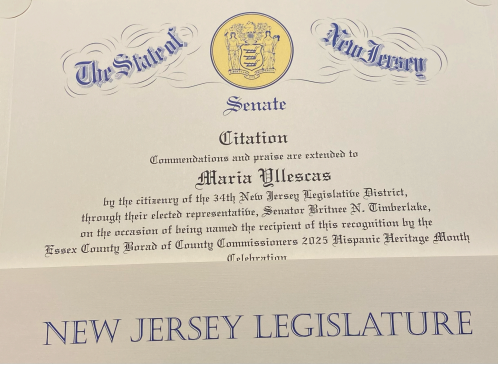 The State of New Jersey
Senate
Citation
Commendations and praise are extended to
Maria Yllescas
by the citizenry of the 34th New Jersey Legislative District,
through their elected representative, Senator Britnee N. Timberlake,
on the occasion of being named the recipient of this recognition by the
Essex County Borad of County Commissioners 2025 Hispanic Heritage Month
Celebration
NEW JERSEY LEGISLATURE